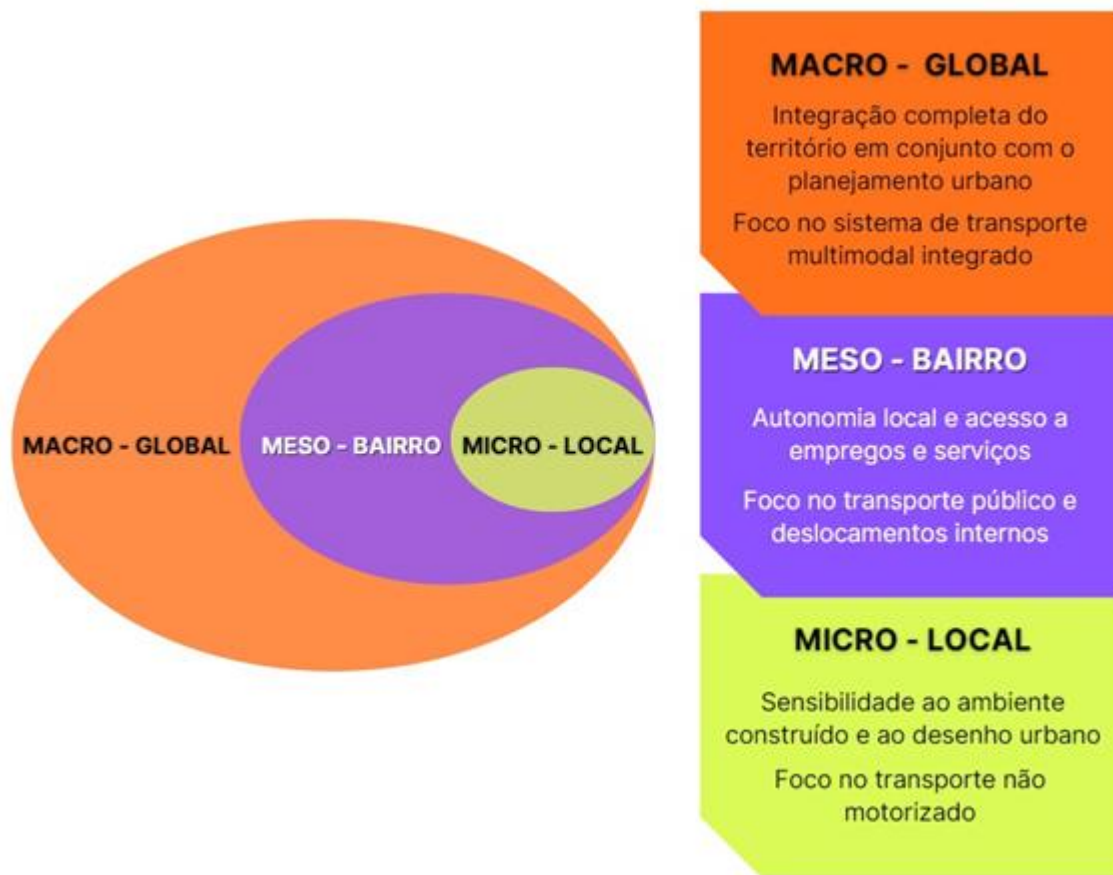 MACRO - GLOBAL
MESO - BAIRRO
MICRO - LOCAL
MACRO - GLOBAL
Integração completa do
território em conjunto com o
planejamento urbano
Foco no sistema de transporte
multimodal integrado
MESO - BAIRRO
Autonomia local e acesso a
empregos e serviços
Foco no transporte público e
deslocamentos internos
MICRO - LOCAL
Sensibilidade ao ambiente
construído e ao desenho urbano
Foco no transporte não
motorizado